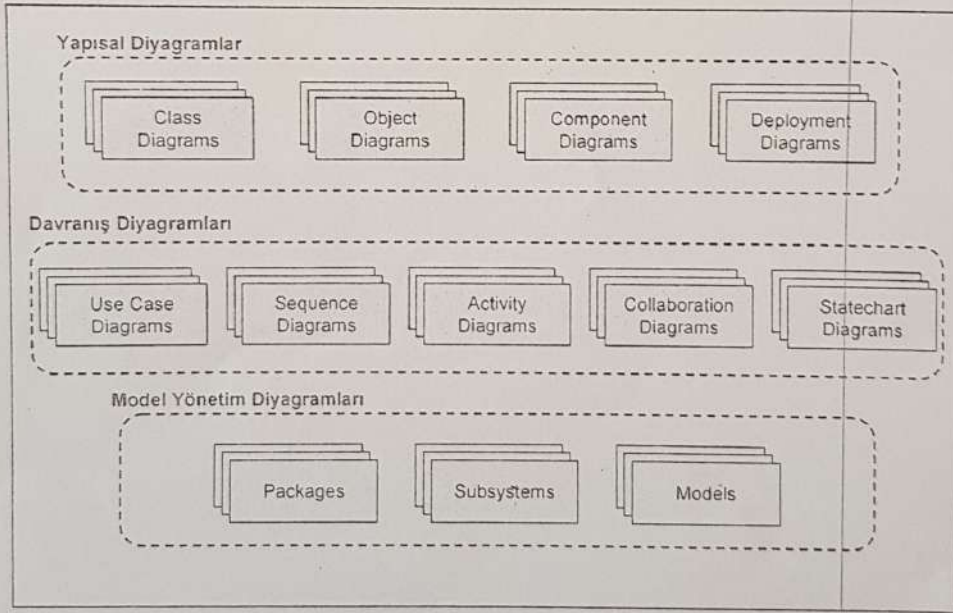 Yapısal Diyagramlar
Class
Diagrams
Object
Diagrams
Component
Diagrams
Deployment
Diagrams
Davranış Diyagramları
Use Case
Diagrams
Sequence
Diagrams
Activity
Diagrams
Collaboration
Diagrams
Statechart
Diagrams
Model Yönetim Diyagramları
Packages
Subsystems
Models